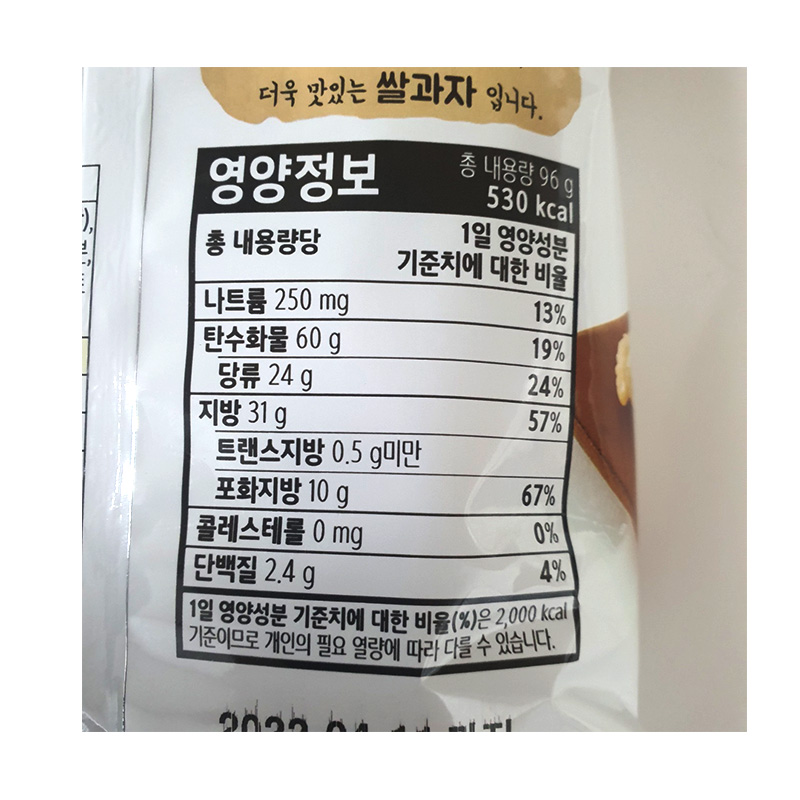 더욱 맛있는 쌀과자 입니다.
영양정보
총 내용량 96 g
530 kcal
총 내용량당
1일 영양성분
기준치에 대한 비율
나트륨 250 mg 13%
탄수화물 60 g 19%
당류 24 g 24%
지방 31 g 57%
트랜스지방 0.5 g미만
포화지방 10 g 67%
콜레스테롤 0 mg 0%
단백질 2.4 g 4%
1일 영양성분 기준치에 대한 비율(%)은 2,000 kcal
기준이므로 개인의 필요 열량에 따라 다를 수 있습니다.